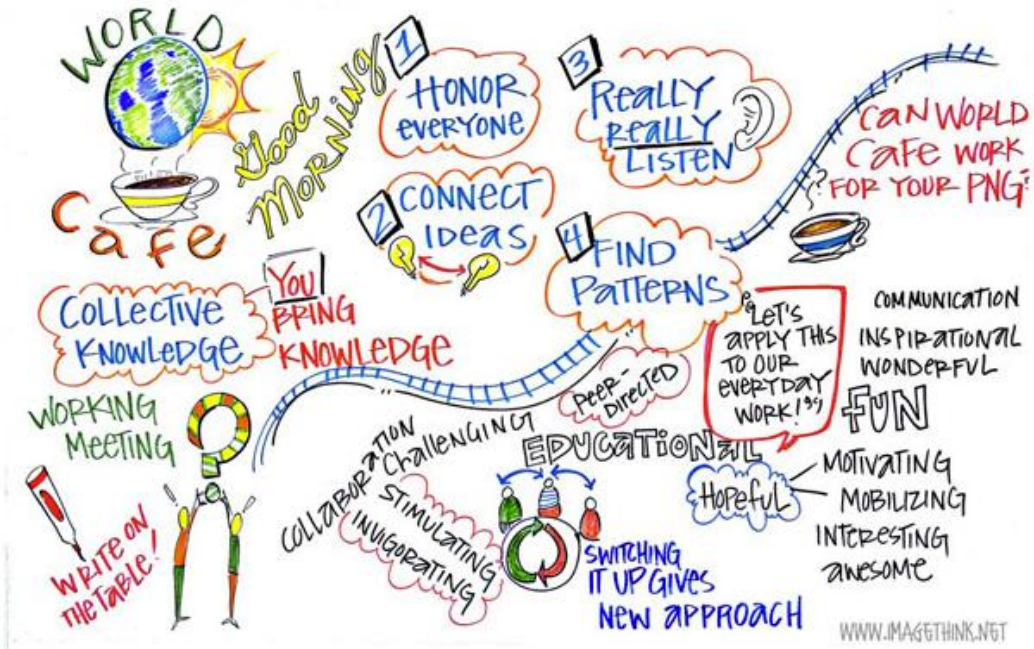 WORLD
CAFE
Good
MORNING
1
HONOR
EVERYONE
2
CONNECT
IDEAS
3
REALLY
REALLY
LISTEN
4
FIND
PATTERNS
CAN WORLD
CAFE WORK
FOR YOUR PNG?
COLLECTIVE
KNOWLEDGE
YOU
BRING
KNOWLEDGE
WORKING
MEETING
WRITE ON
THE TABLE!
COLLABORATION
CHALLENGING
STIMULATING
INVIGORATING
PEER-
DIRECTED
EDUCATIONAL
SWITCHING
IT UP GIVES
NEW APPROACH
"LET'S
APPLY THIS
TO OUR
EVERYDAY
WORK!"
COMMUNICATION
INSPIRATIONAL
WONDERFUL
FUN
HOPEFUL
MOTIVATING
MOBILIZING
INTERESTING
AWESOME
WWW.IMAGETHINK.NET